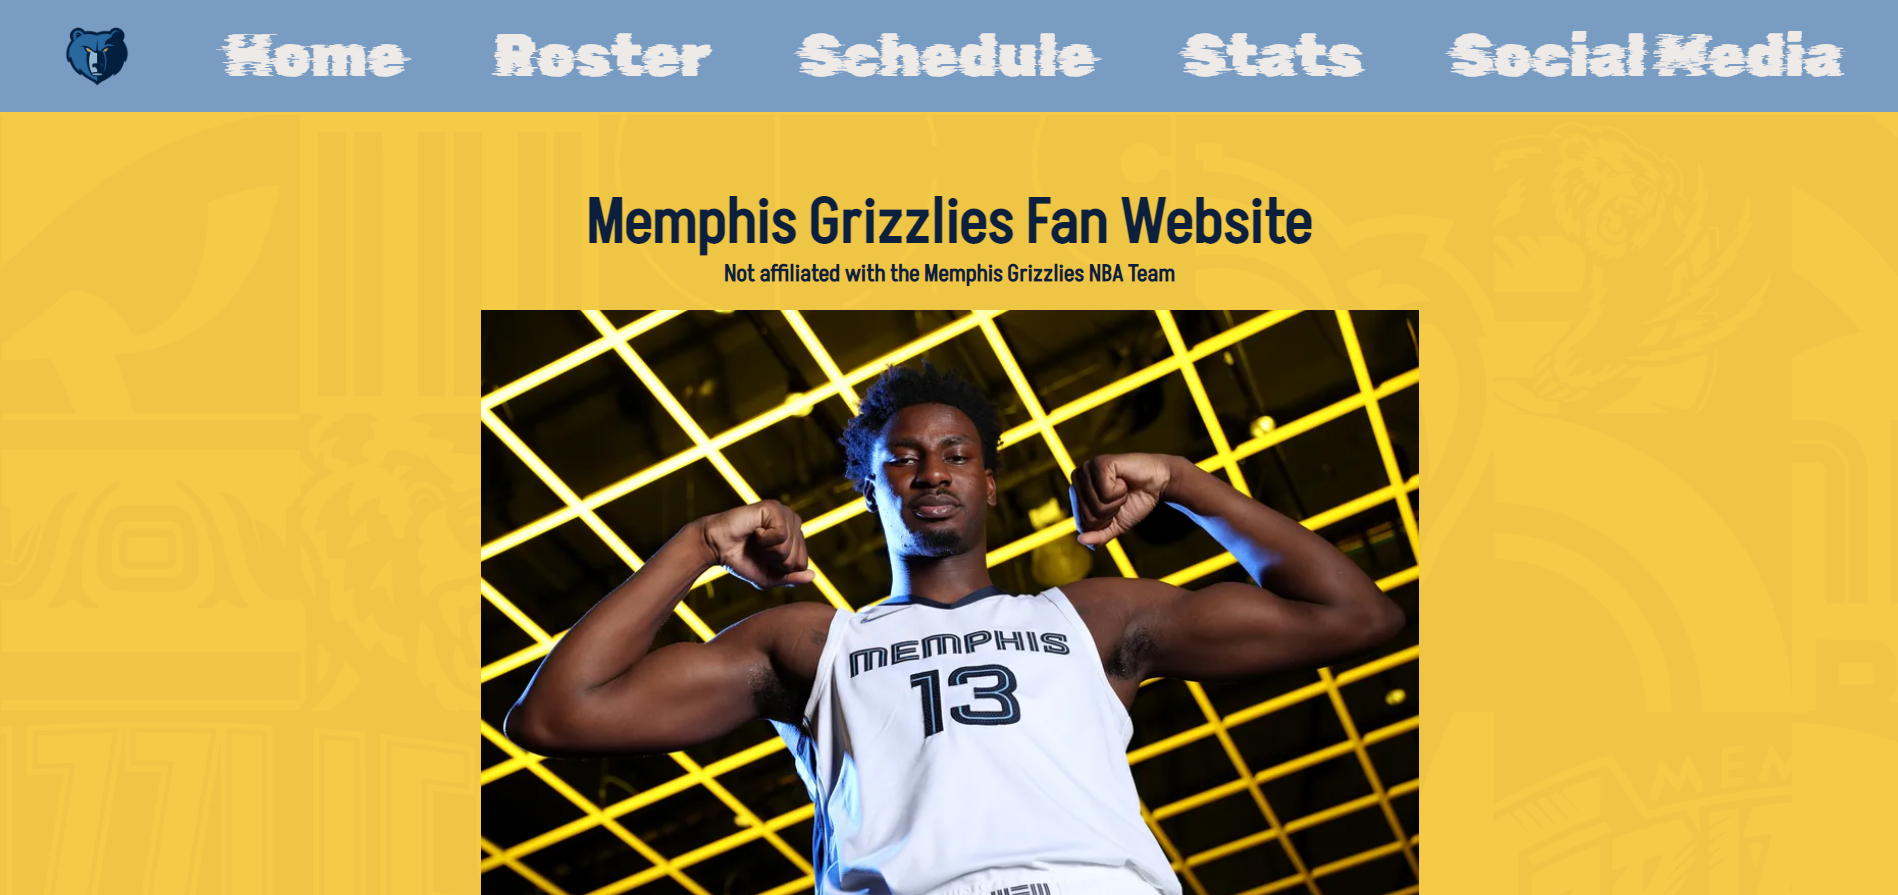 Home Roster Schedule Stats Social Media
Memphis Grizzlies Fan Website
Not affiliated with the Memphis Grizzlies NBA Team
MEMPHIS
13
MEM